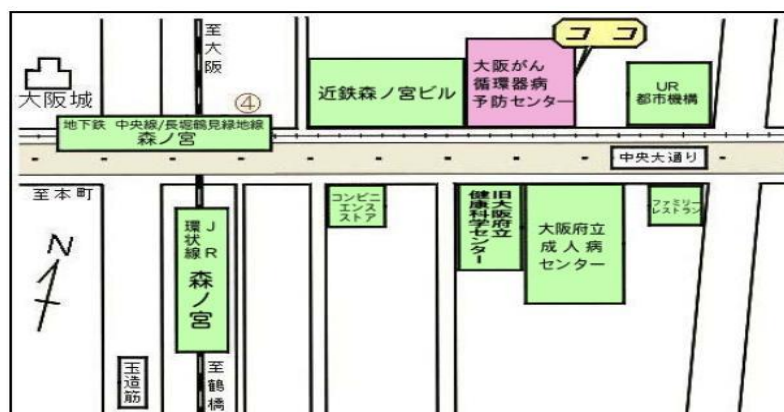 至大阪
大阪城
④
地下鉄 中央線/長堀鶴見緑地線
森ノ宮
近鉄森ノ宮ビル
大阪がん
循環器病
予防センター
ココ
UR
都市機構
中央大通り
至本町
コンビニ
エンス
ストア
旧大阪府立
健康科学センター
大阪府立
成人病
センター
ファミリー
レストラン
JR
環状線
森ノ宮
N
玉造筋
至鶴橋